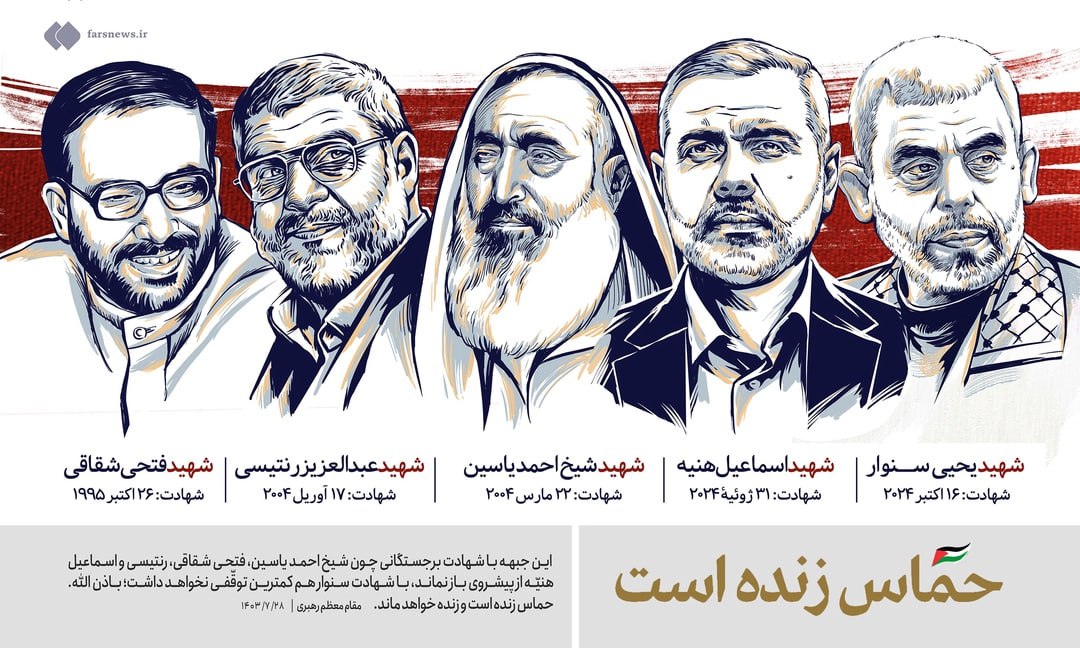 farsnews.ir
شهید یحیی سنوار
شهادت: ۱۶ اکتبر ۲۰۲۴
شهید اسماعیل هنیه
شهادت: ۳۱ ژوئیهٔ ۲۰۲۴
شهید شیخ احمد یاسین
شهادت: ۲۲ مارس ۲۰۰۴
شهید عبدالعزیز رنتیسی
شهادت: ۱۷ آوریل ۲۰۰۴
شهید فتحی شقاقی
شهادت: ۲۶ اکتبر ۱۹۹۵
حماس زنده است
این جبهه با شهادت برجستگانی چون شیخ احمد یاسین، فتحی شقاقی، رنتیسی و اسماعیل
هنیّه از پیشروی بازنماند، با شهادت سنوار هم کمترین توقّفی نخواهد داشت؛ باذن الله.
حماس زنده است و زنده خواهد ماند. مقام معظم رهبری | ۱۴۰۳/۷/۲۸